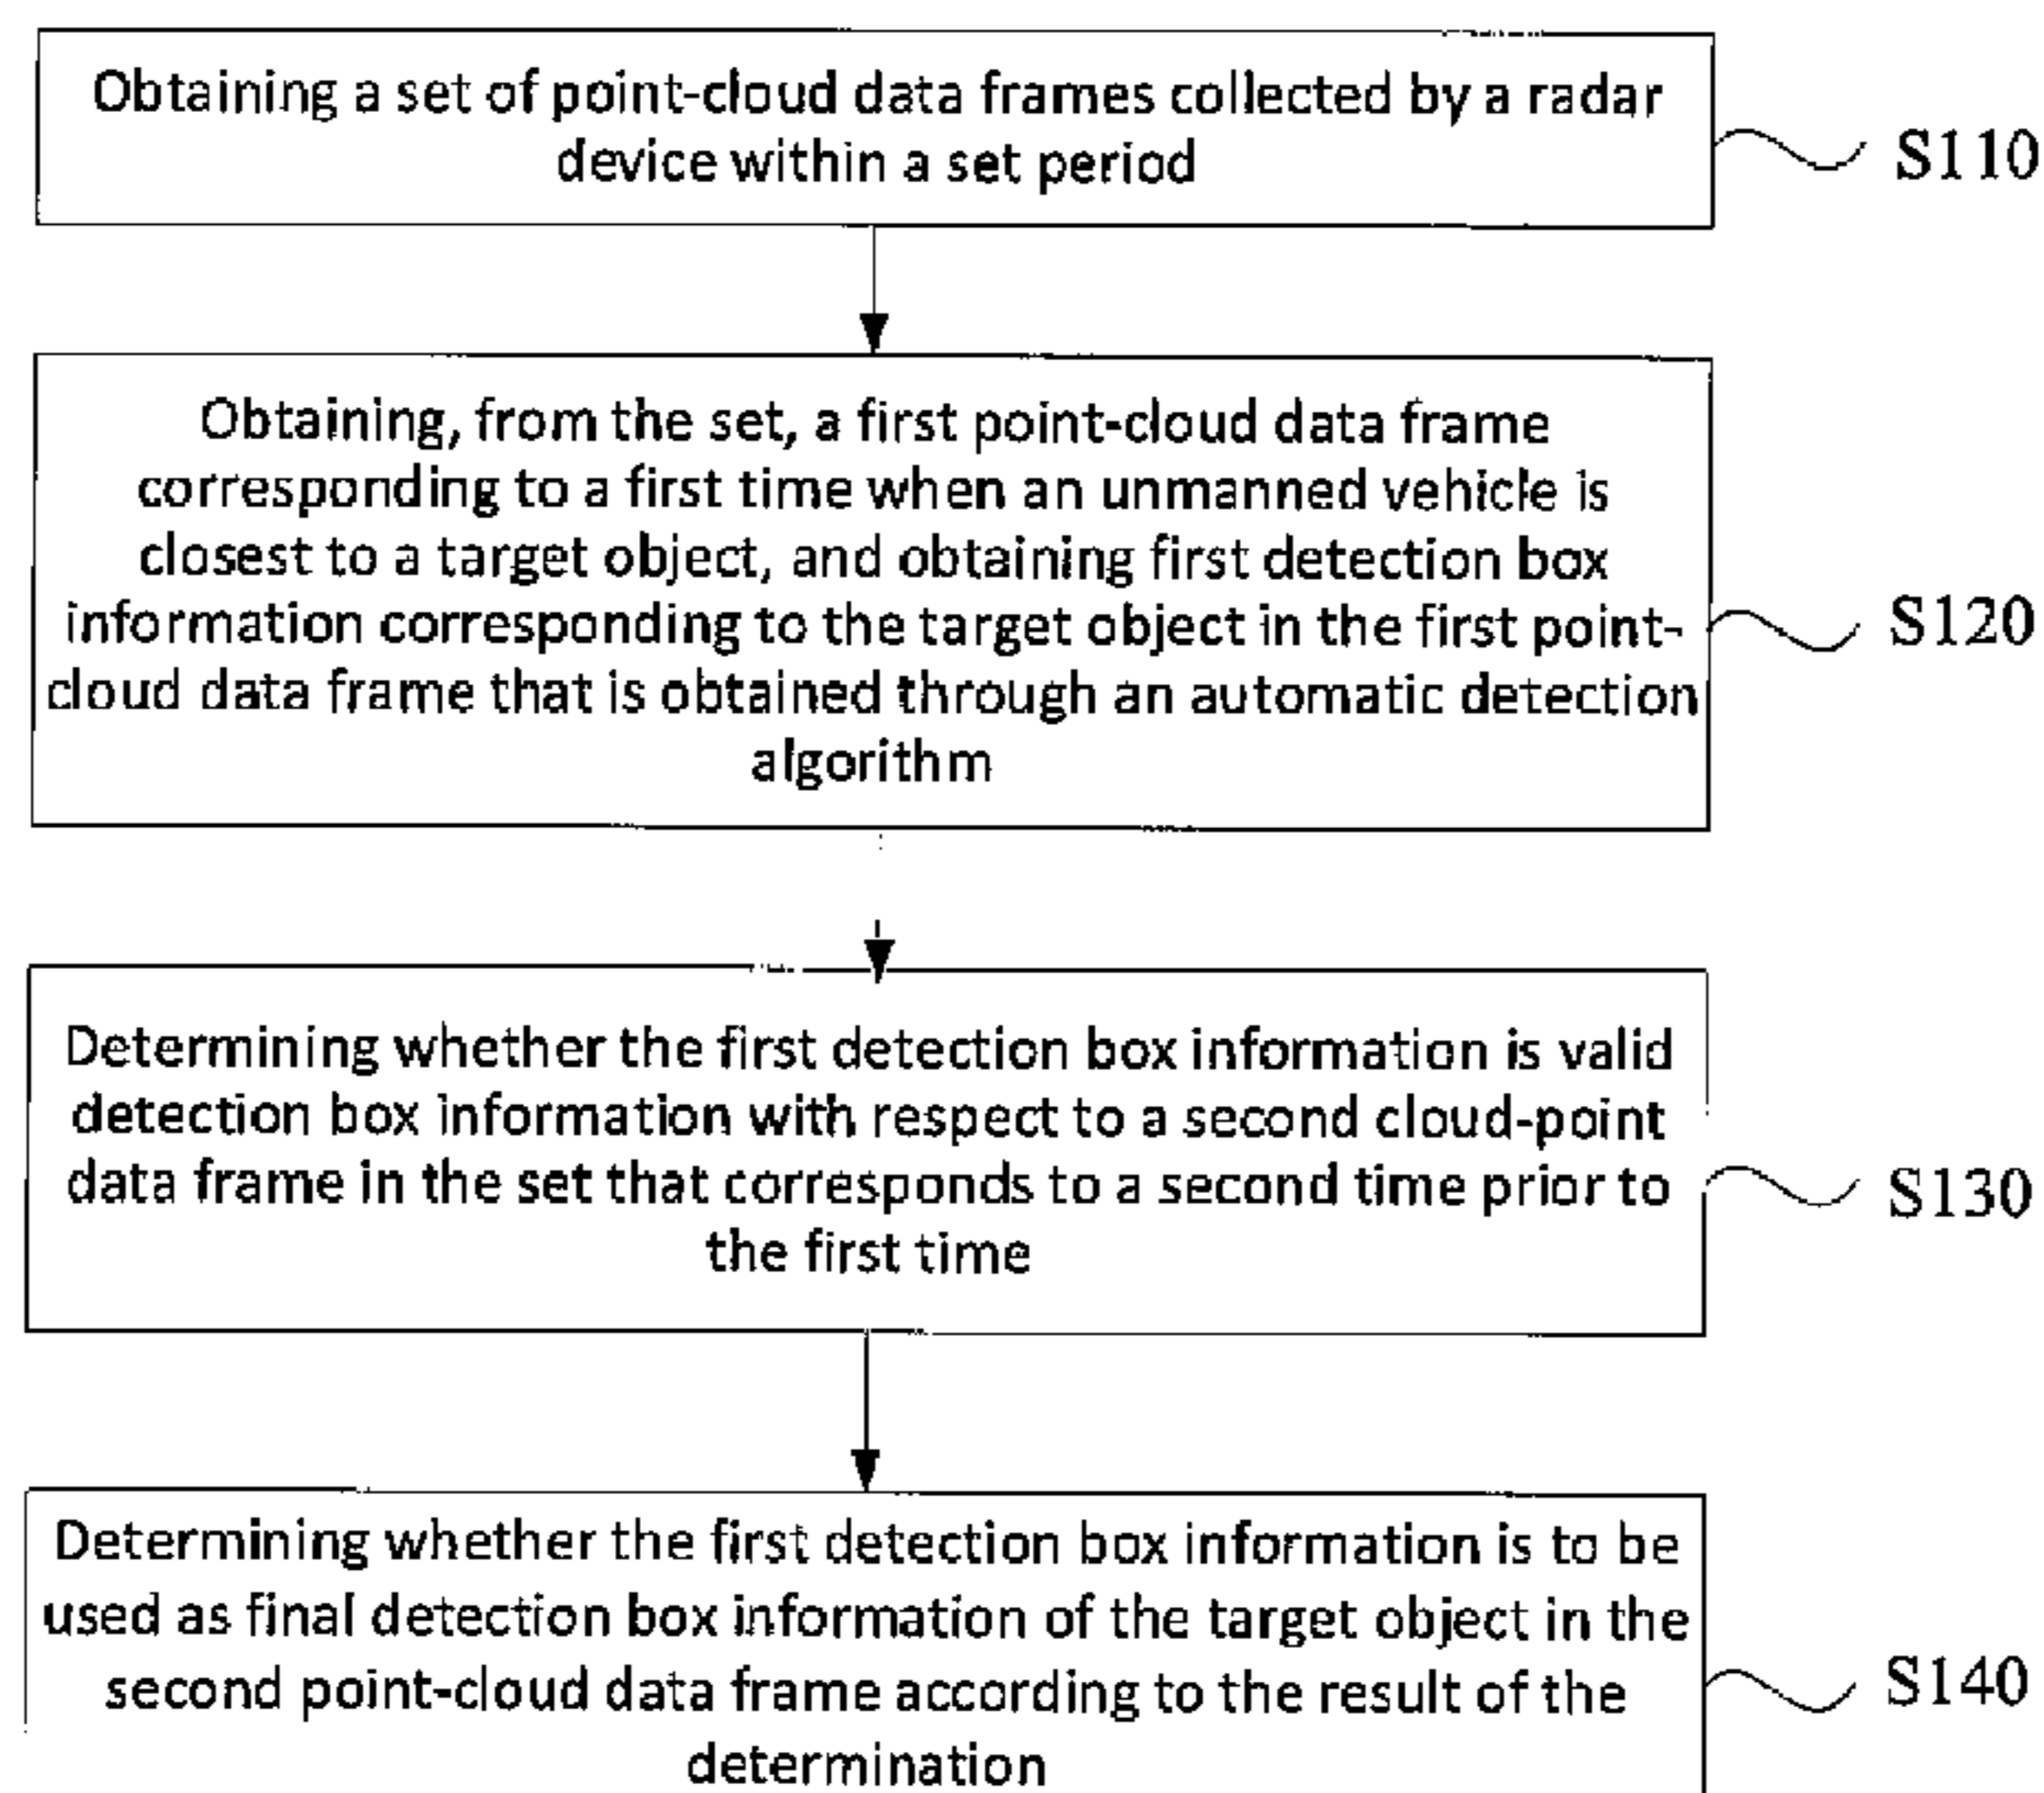 Obtaining a set of point-cloud data frames collected by a radar
device within a set period
S110
Obtaining, from the set, a first point-cloud data frame
corresponding to a first time when an unmanned vehicle is
closest to a target object, and obtaining first detection box
information corresponding to the target object in the first point-
cloud data frame that is obtained through an automatic detection
algorithm
S120
Determining whether the first detection box information is valid
detection box information with respect to a second cloud-point
data frame in the set that corresponds to a second time prior to
the first time
S130
Determining whether the first detection box information is to be
used as final detection box information of the target object in the
second point-cloud data frame according to the result of the
determination
S140